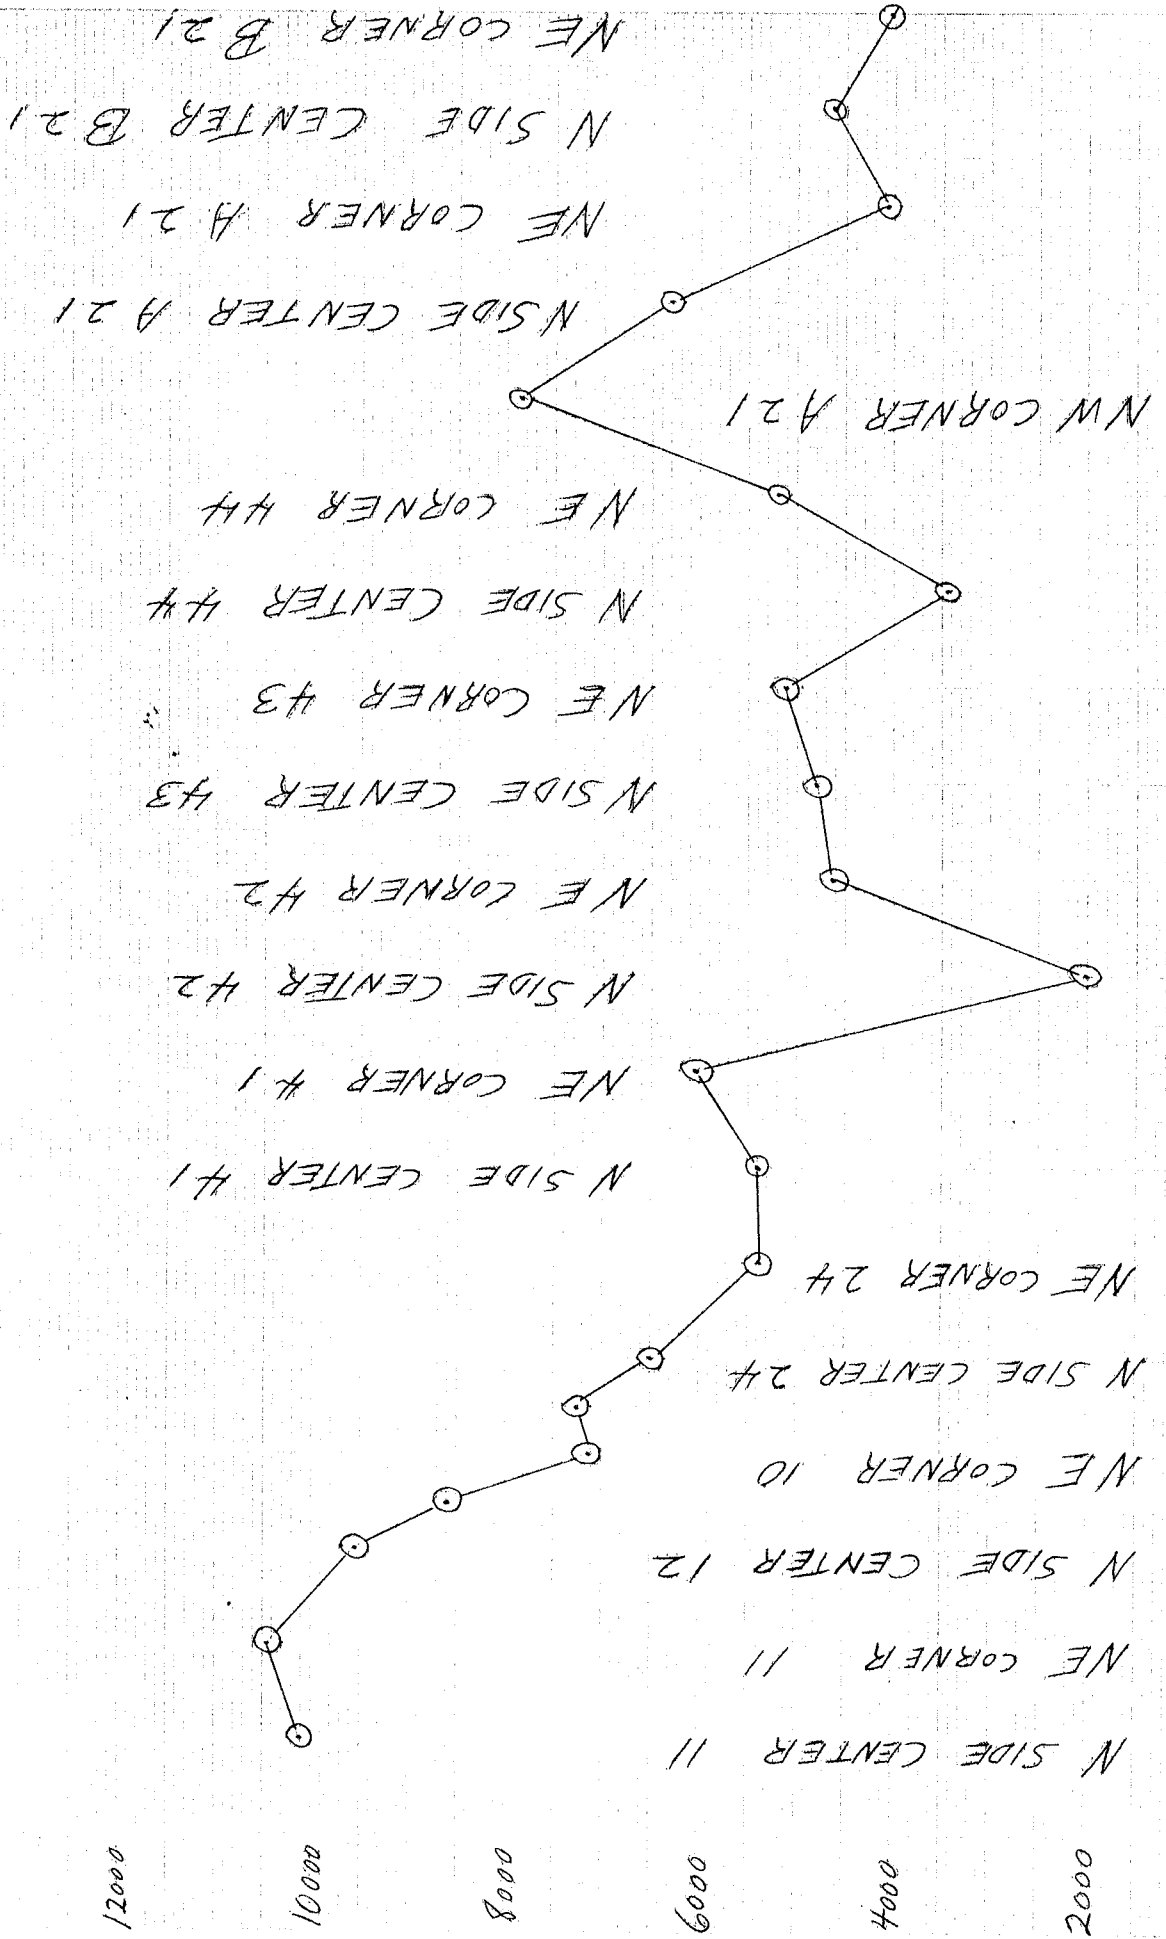 2000
4000
6000
8000
10000
12000
N SIDE CENTER 11
NE CORNER 11
N SIDE CENTER 12
NE CORNER 10
N SIDE CENTER 24
NE CORNER 24
N SIDE CENTER 41
NE CORNER 41
N SIDE CENTER 42
NE CORNER 42
N SIDE CENTER 43
NE CORNER 43
N SIDE CENTER 44
NE CORNER 44
NW CORNER A21
N SIDE CENTER A21
NE CORNER A21
N SIDE CENTER B21
NE CORNER B21